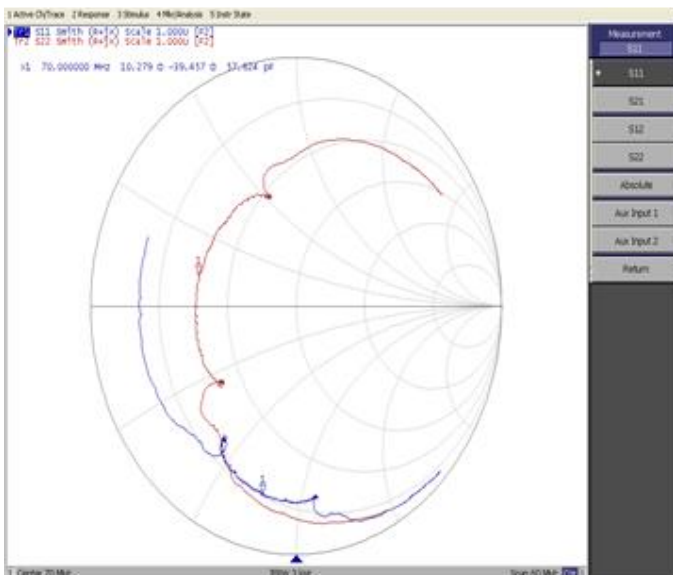 1 Active Ch/Trace 2 Response 3 Stimulus 4 Mkr/Analysis 5 Instr State
Tr1 S11 Smith (R+jX) Scale 1.000U [F2]
Tr2 S22 Smith (R+jX) Scale 1.000U [F2]
>1 70.000000 MHz 10.279 Ω -39.457 Ω 57.624 pF
Measurement
S11
S11
S21
S12
S22
Absolute
Aux Input 1
Aux Input 2
Return
1 Center 70 MHz
Span 60 MHz